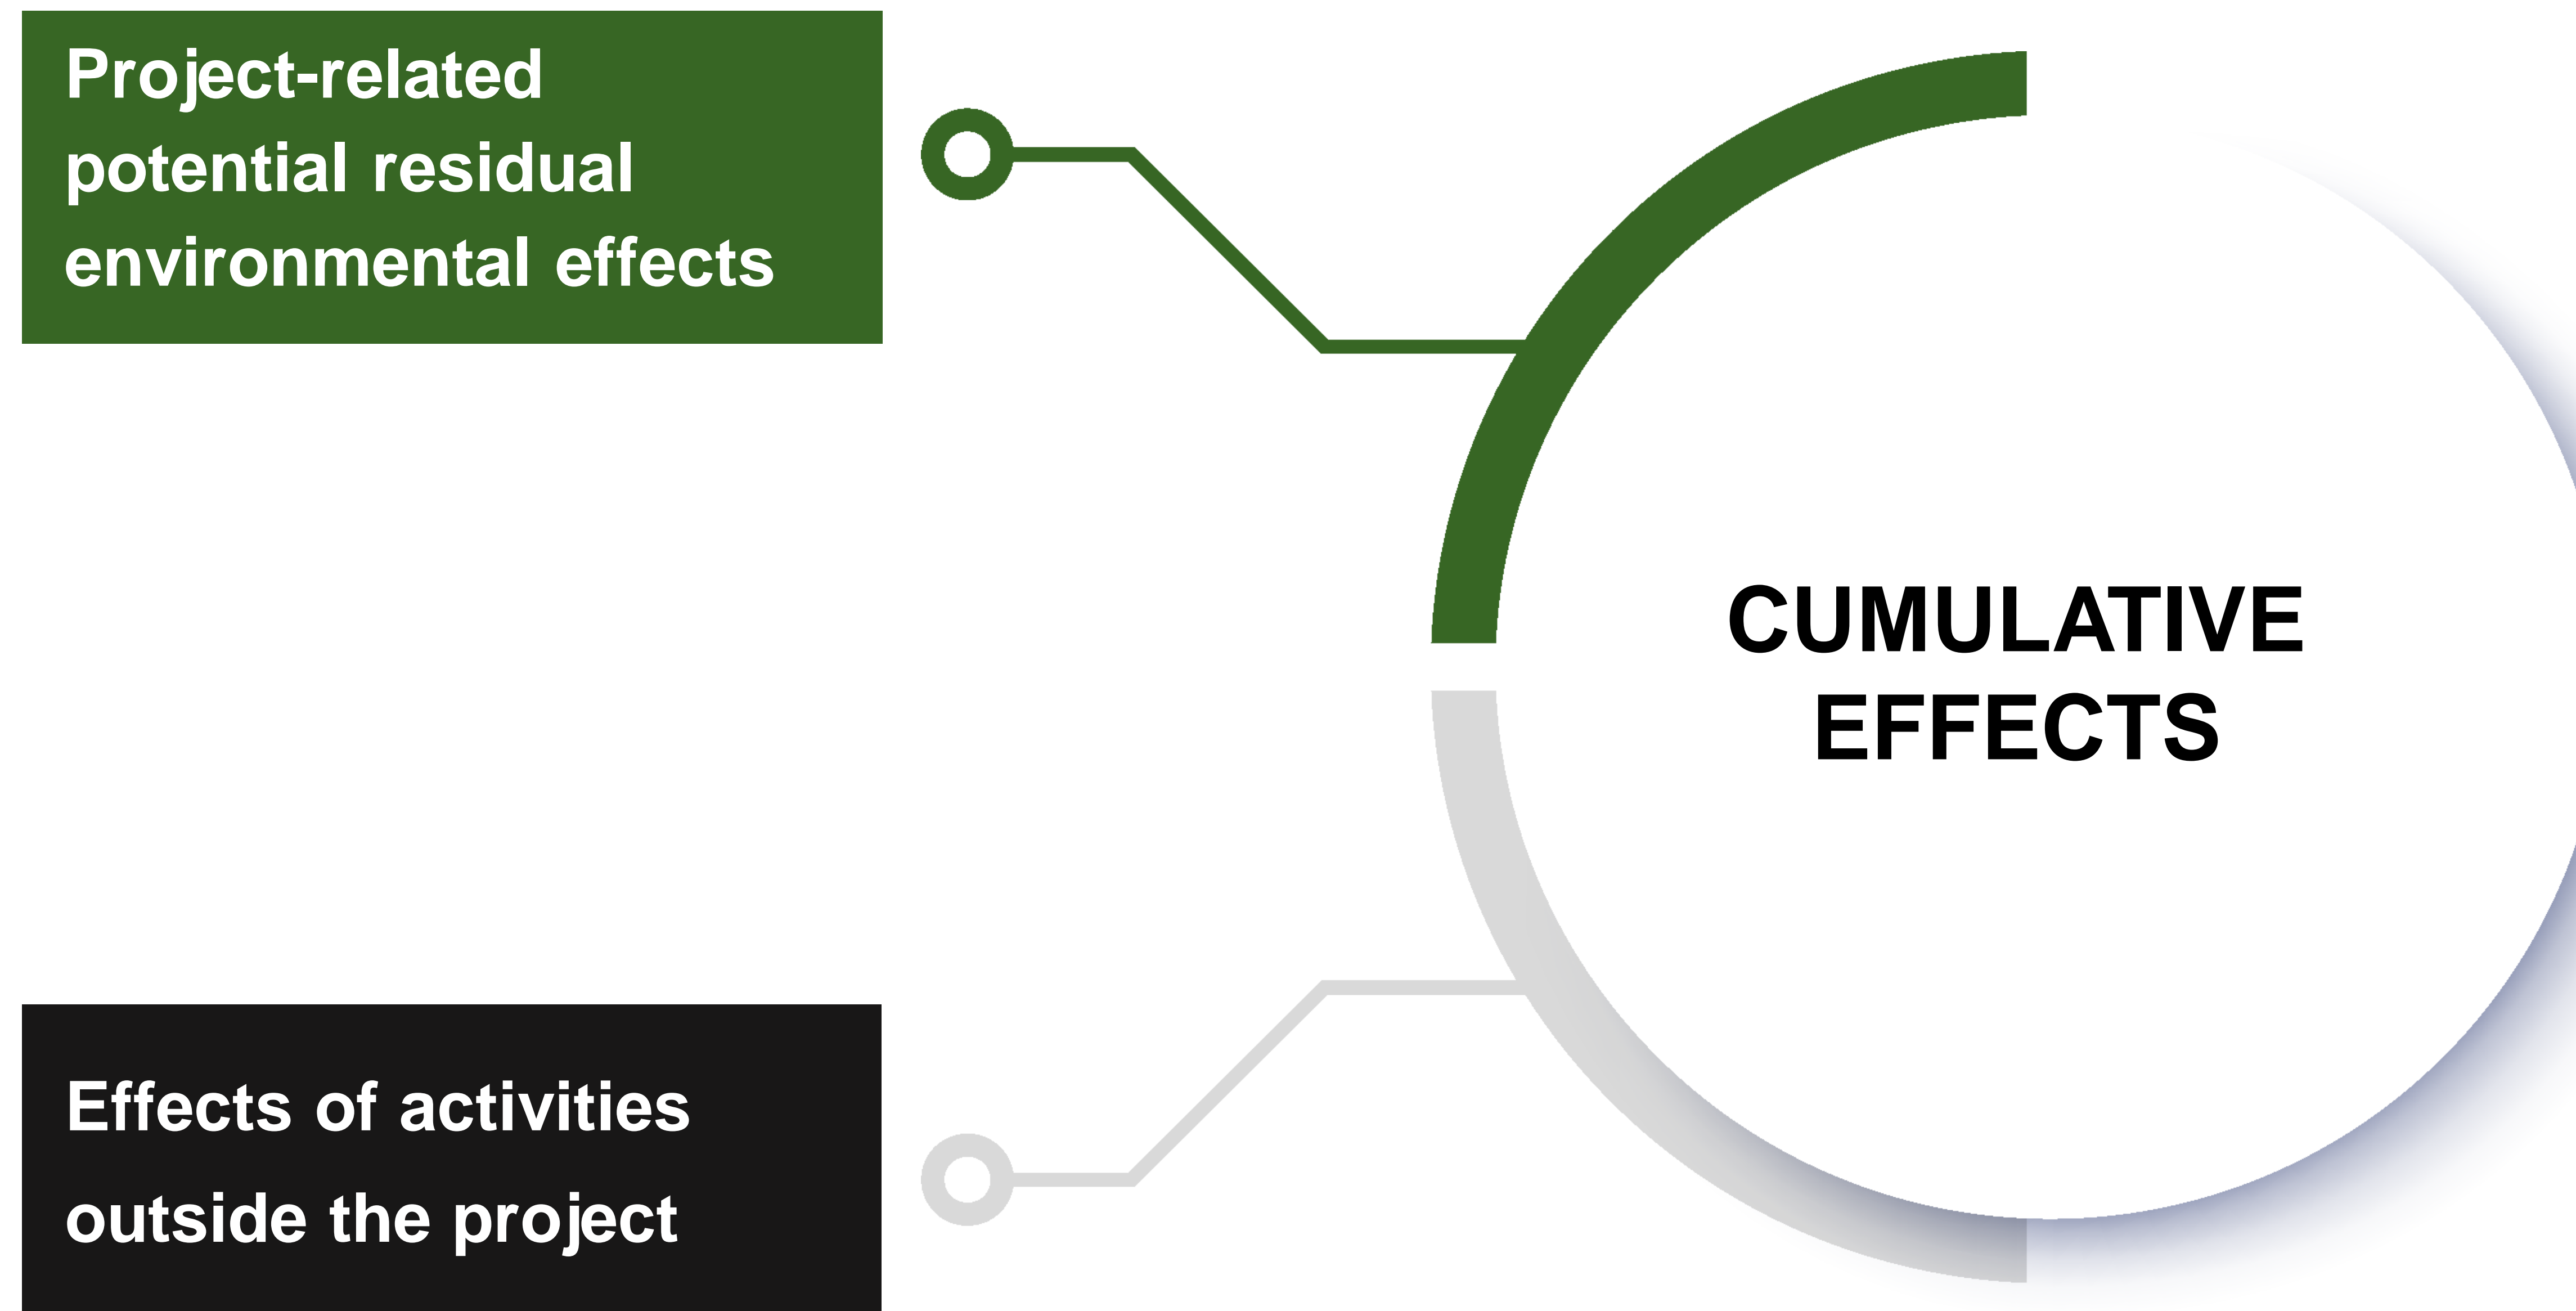 Project-related
potential residual
environmental effects
CUMULATIVE
EFFECTS
Effects of activities
outside the project